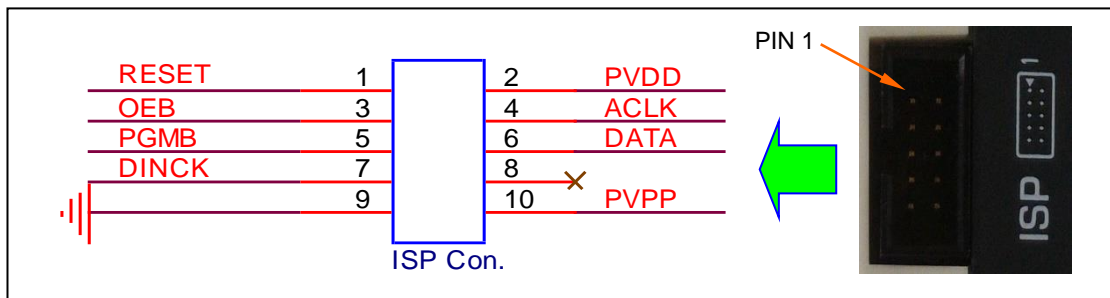 PIN 1
RESET 1 2 PVDD
OEB 3 4 ACLK
PGMB 5 6 DATA
DINCK 7 8
9 10 PVPP
ISP Con.
1
ISP